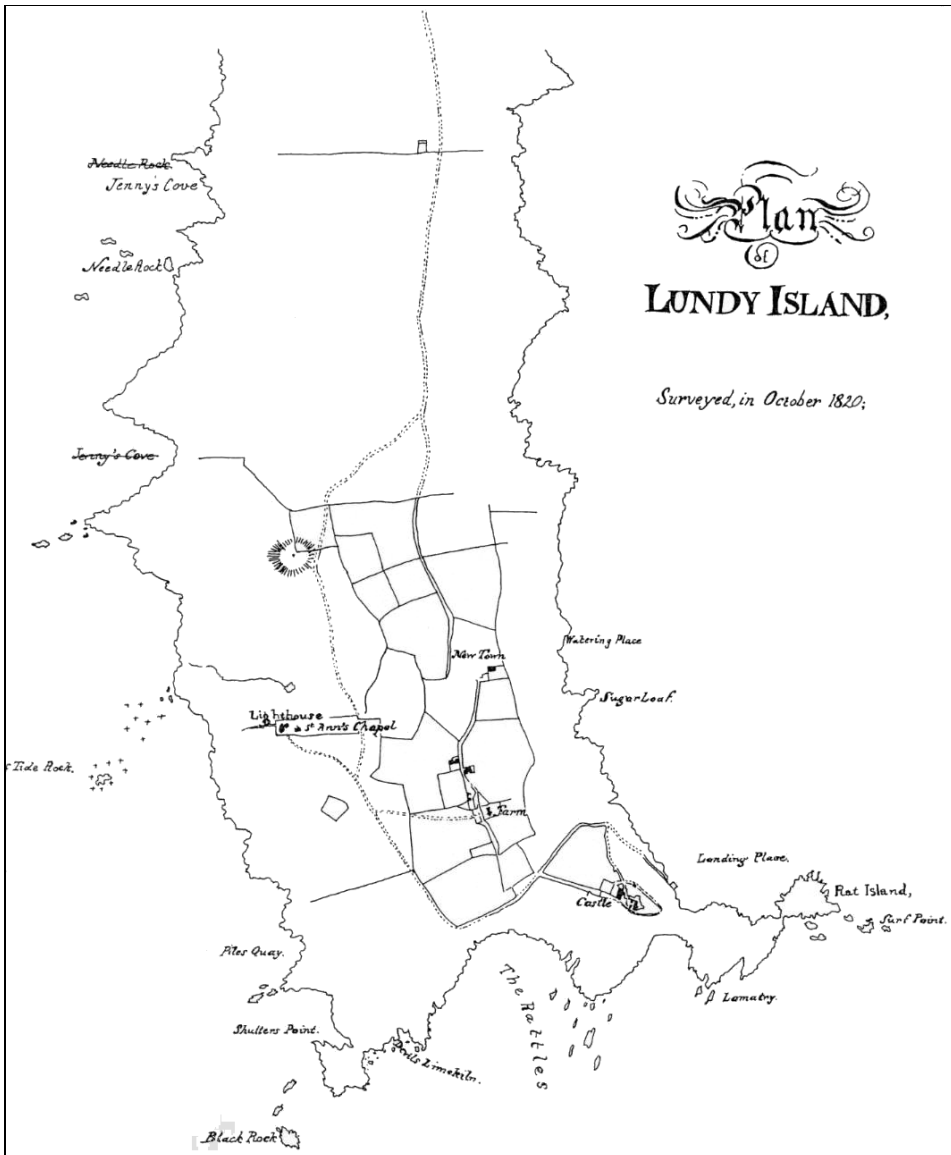 Plan
of
LUNDY ISLAND,
Surveyed, in October 1820;
Needle Rock
Jenny's Cove
Needle Rock
Jenny's Cove
Watering Place
New Town
Sugar Loaf.
Lighthouse
St Ann's Chapel
Tide Rock.
Farm
Landing Place.
Rat Island,
Castle
Surf Point.
Piles Quay.
Lamatry.
The Rattles
Shutters Point.
Devils Limekiln.
Black Rock